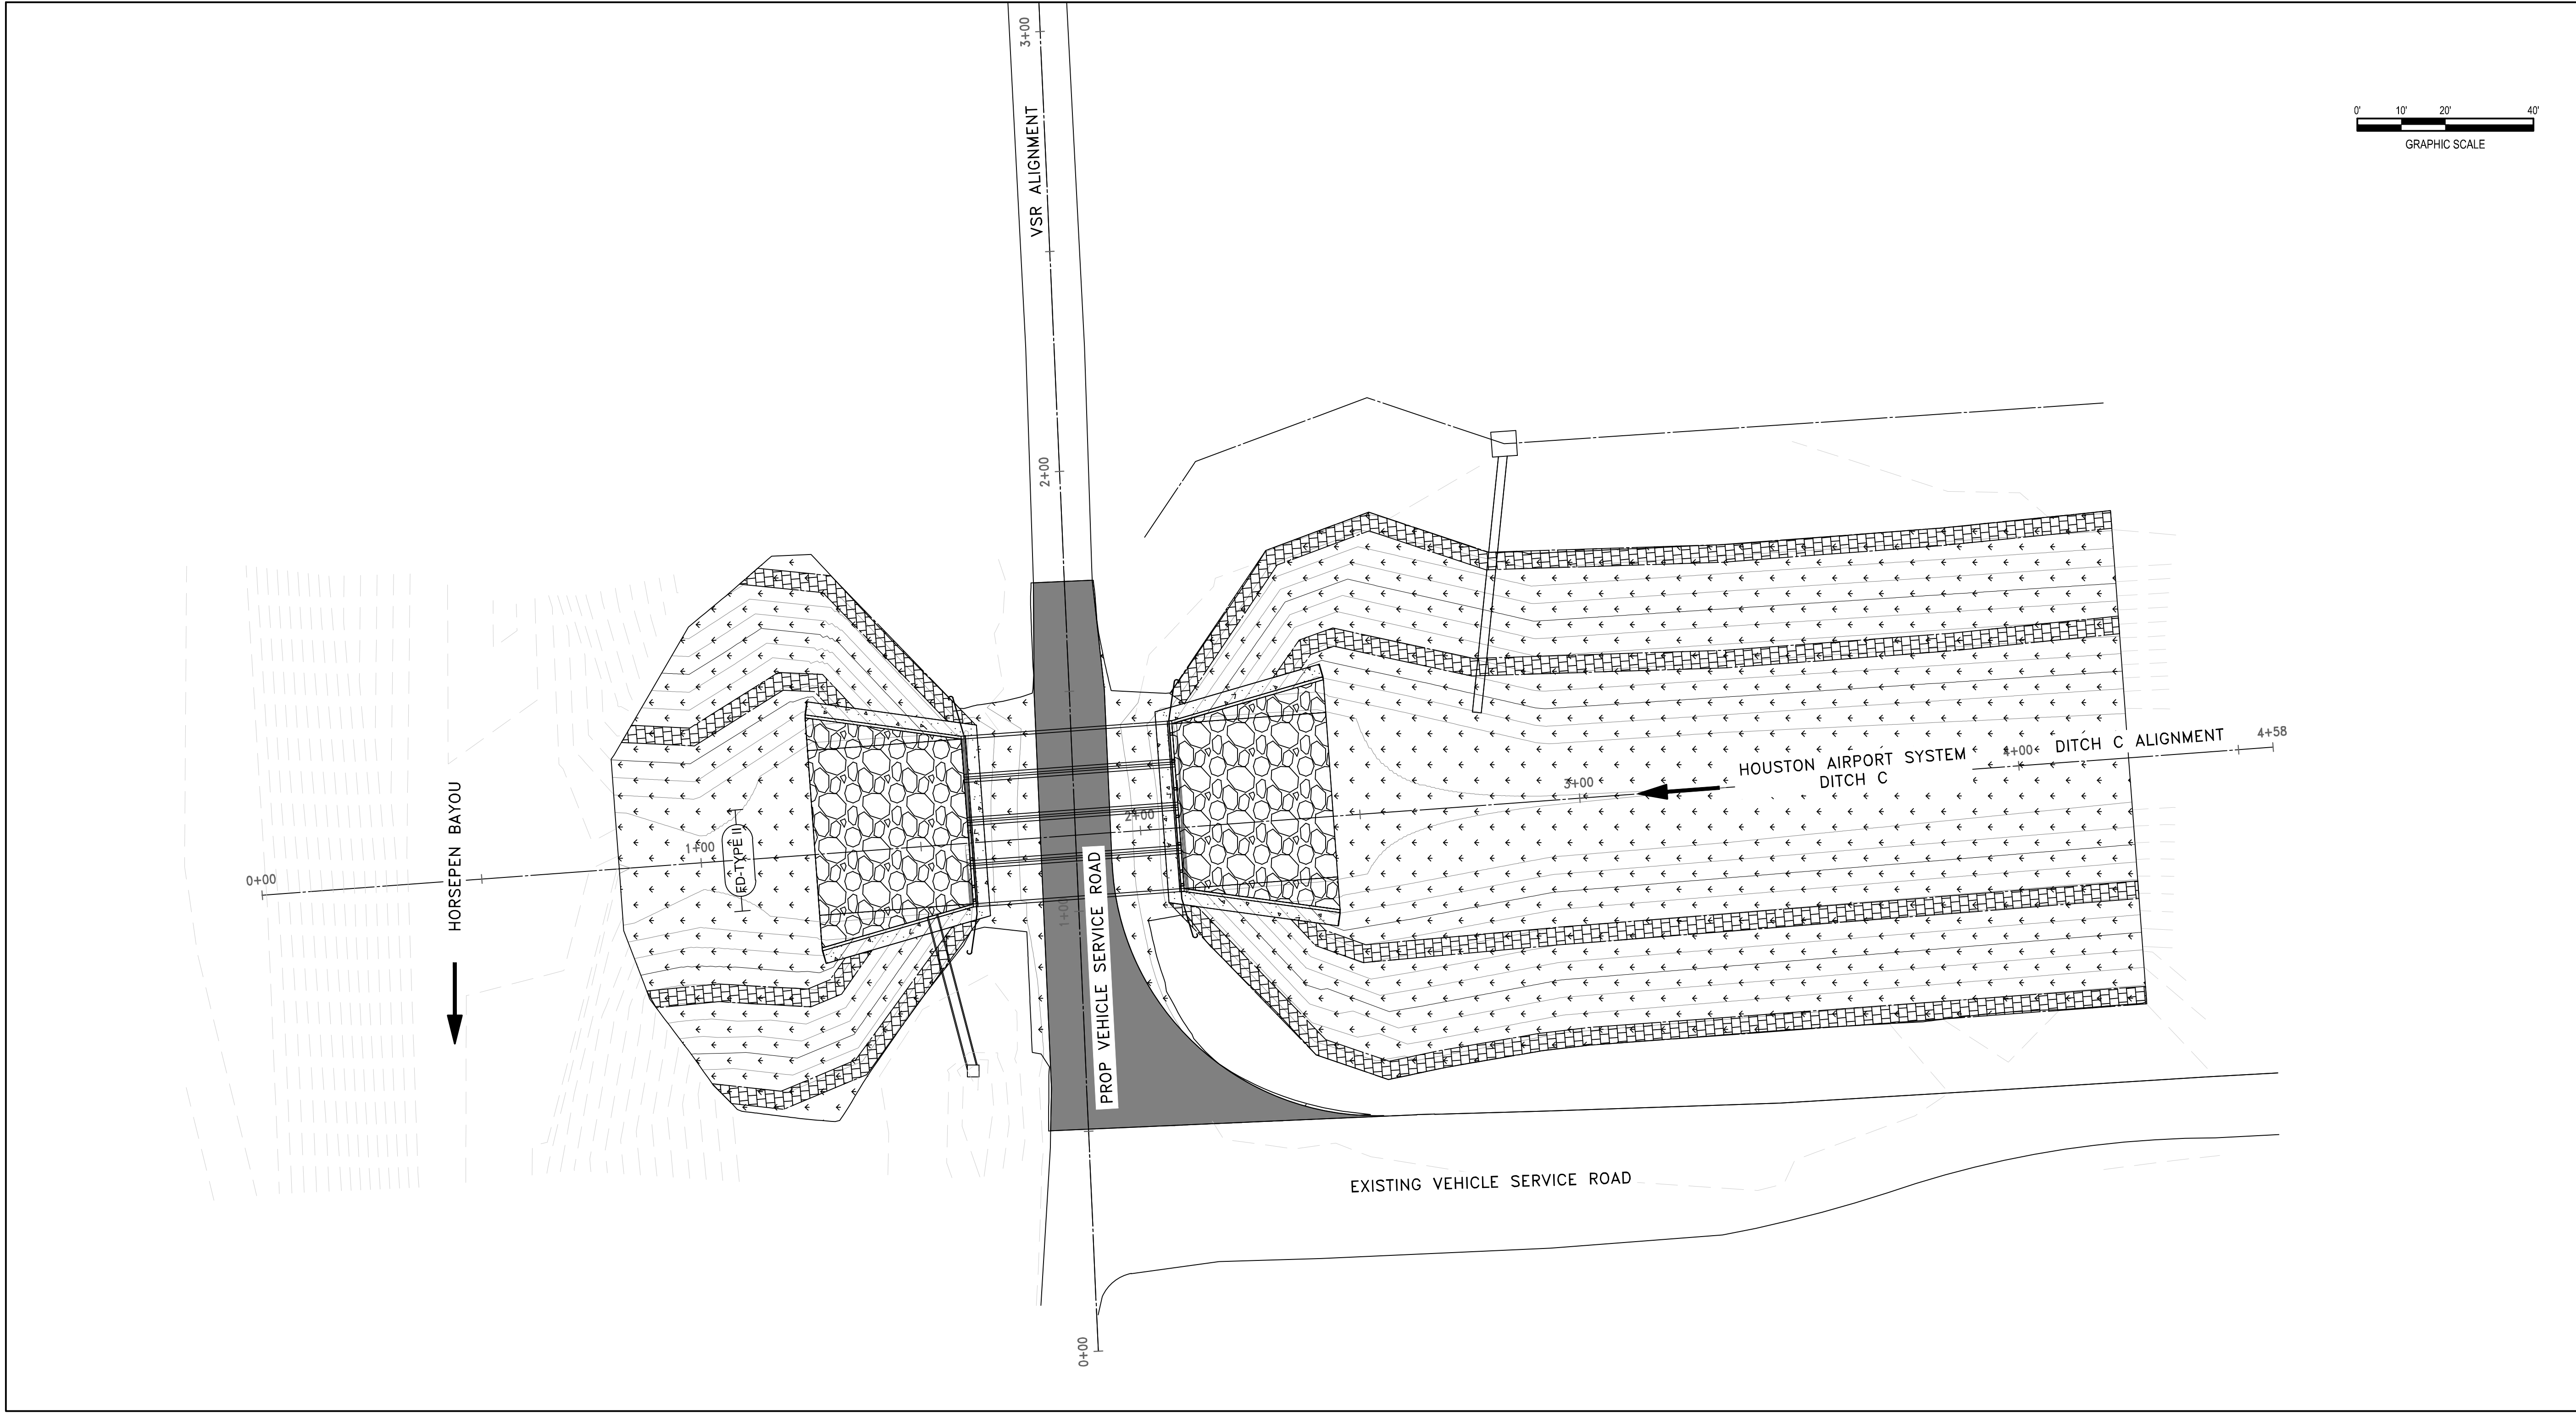 3+00
0' 10' 20' 40'
GRAPHIC SCALE
VSR ALIGNMENT
2+00
HORSEPEN BAYOU
0+00
1+00
ED-TYPE II
2+00
1+00
PROP VEHICLE SERVICE ROAD
3+00
HOUSTON AIRPORT SYSTEM
DITCH C
4+00
DITCH C ALIGNMENT
4+58
EXISTING VEHICLE SERVICE ROAD
0+00